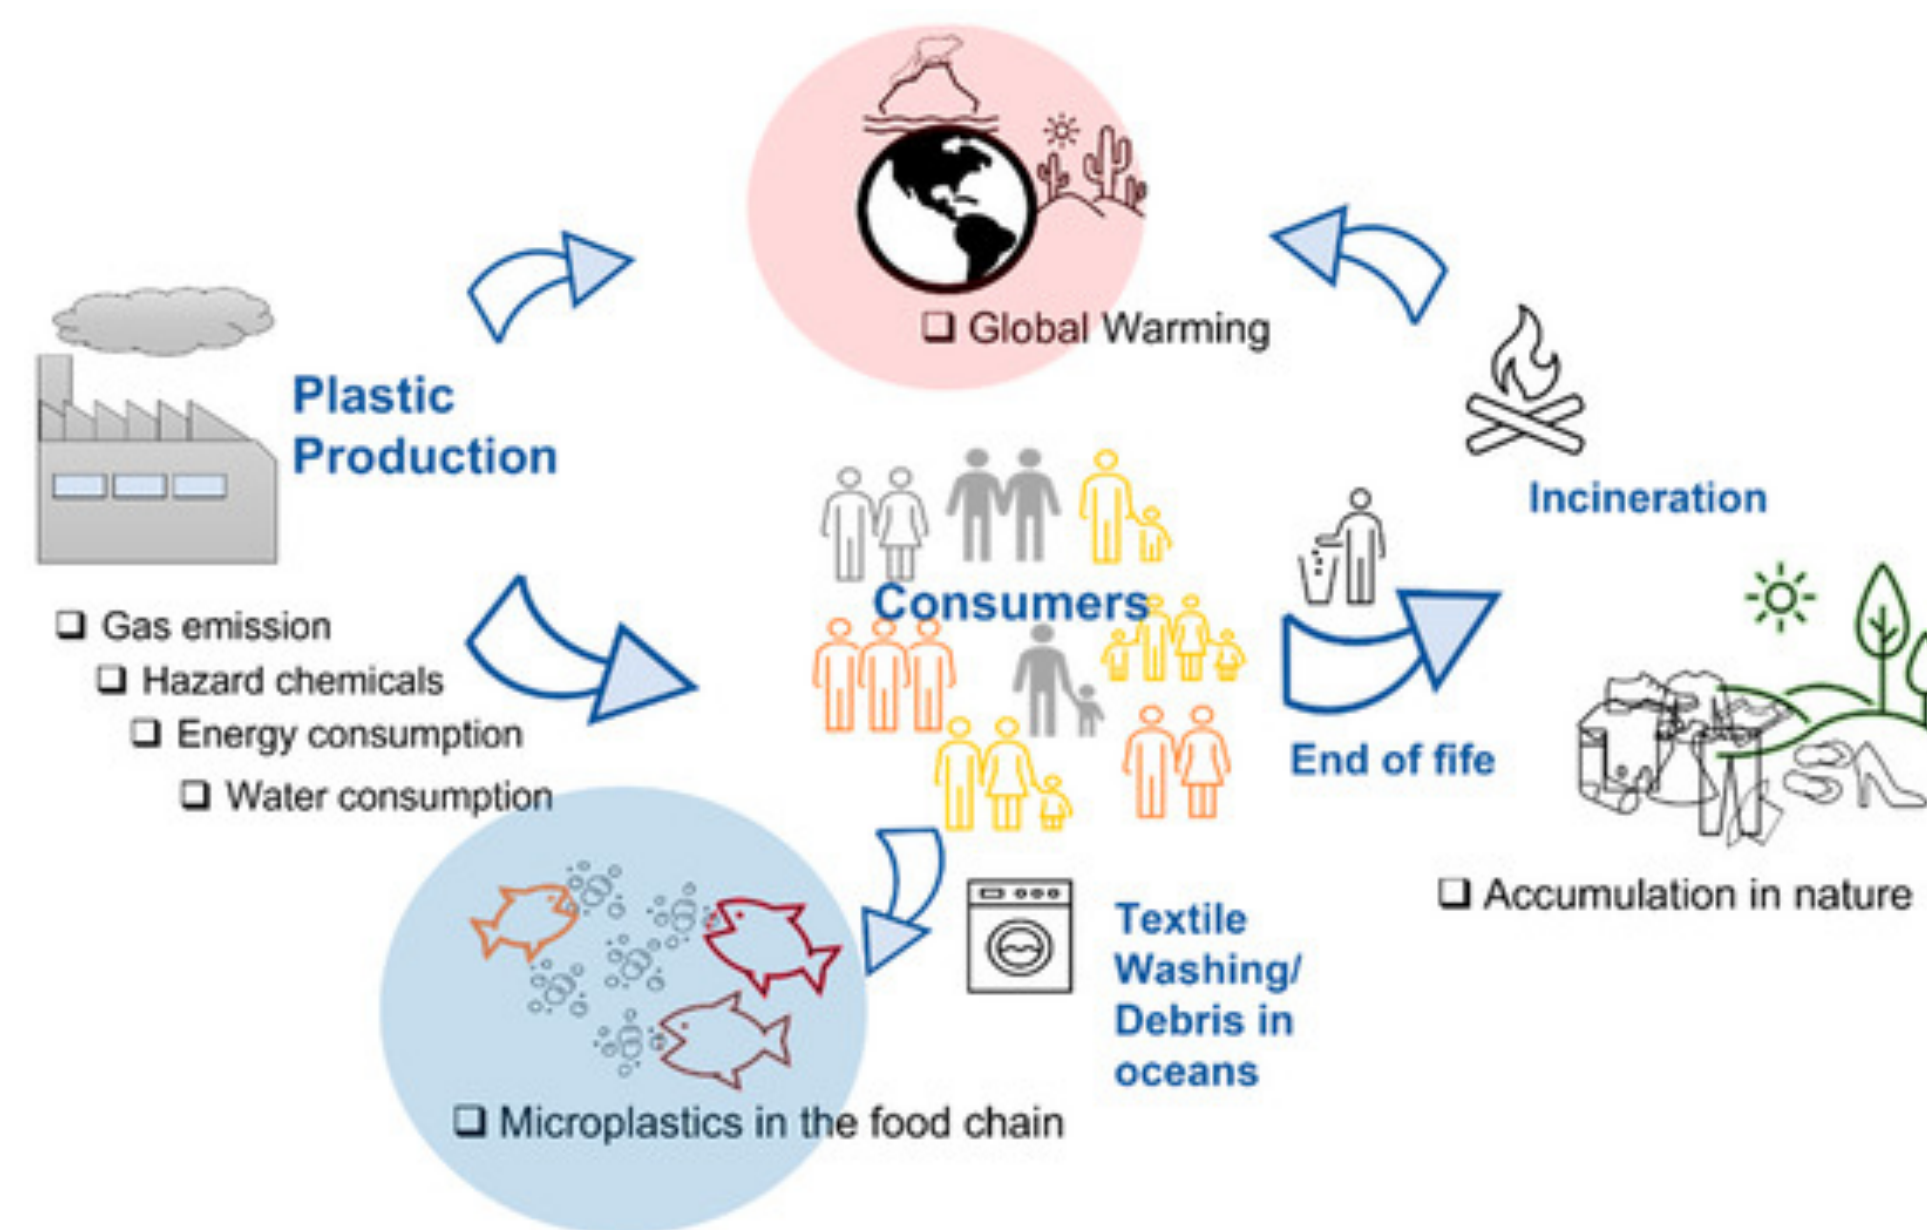 ❑ Global Warming
Plastic
Production
Incineration
Consumers
❑ Gas emission
❑ Hazard chemicals
❑ Energy consumption
❑ Water consumption
End of fife
❑ Accumulation in nature
Textile
Washing/
Debris in
oceans
❑ Microplastics in the food chain